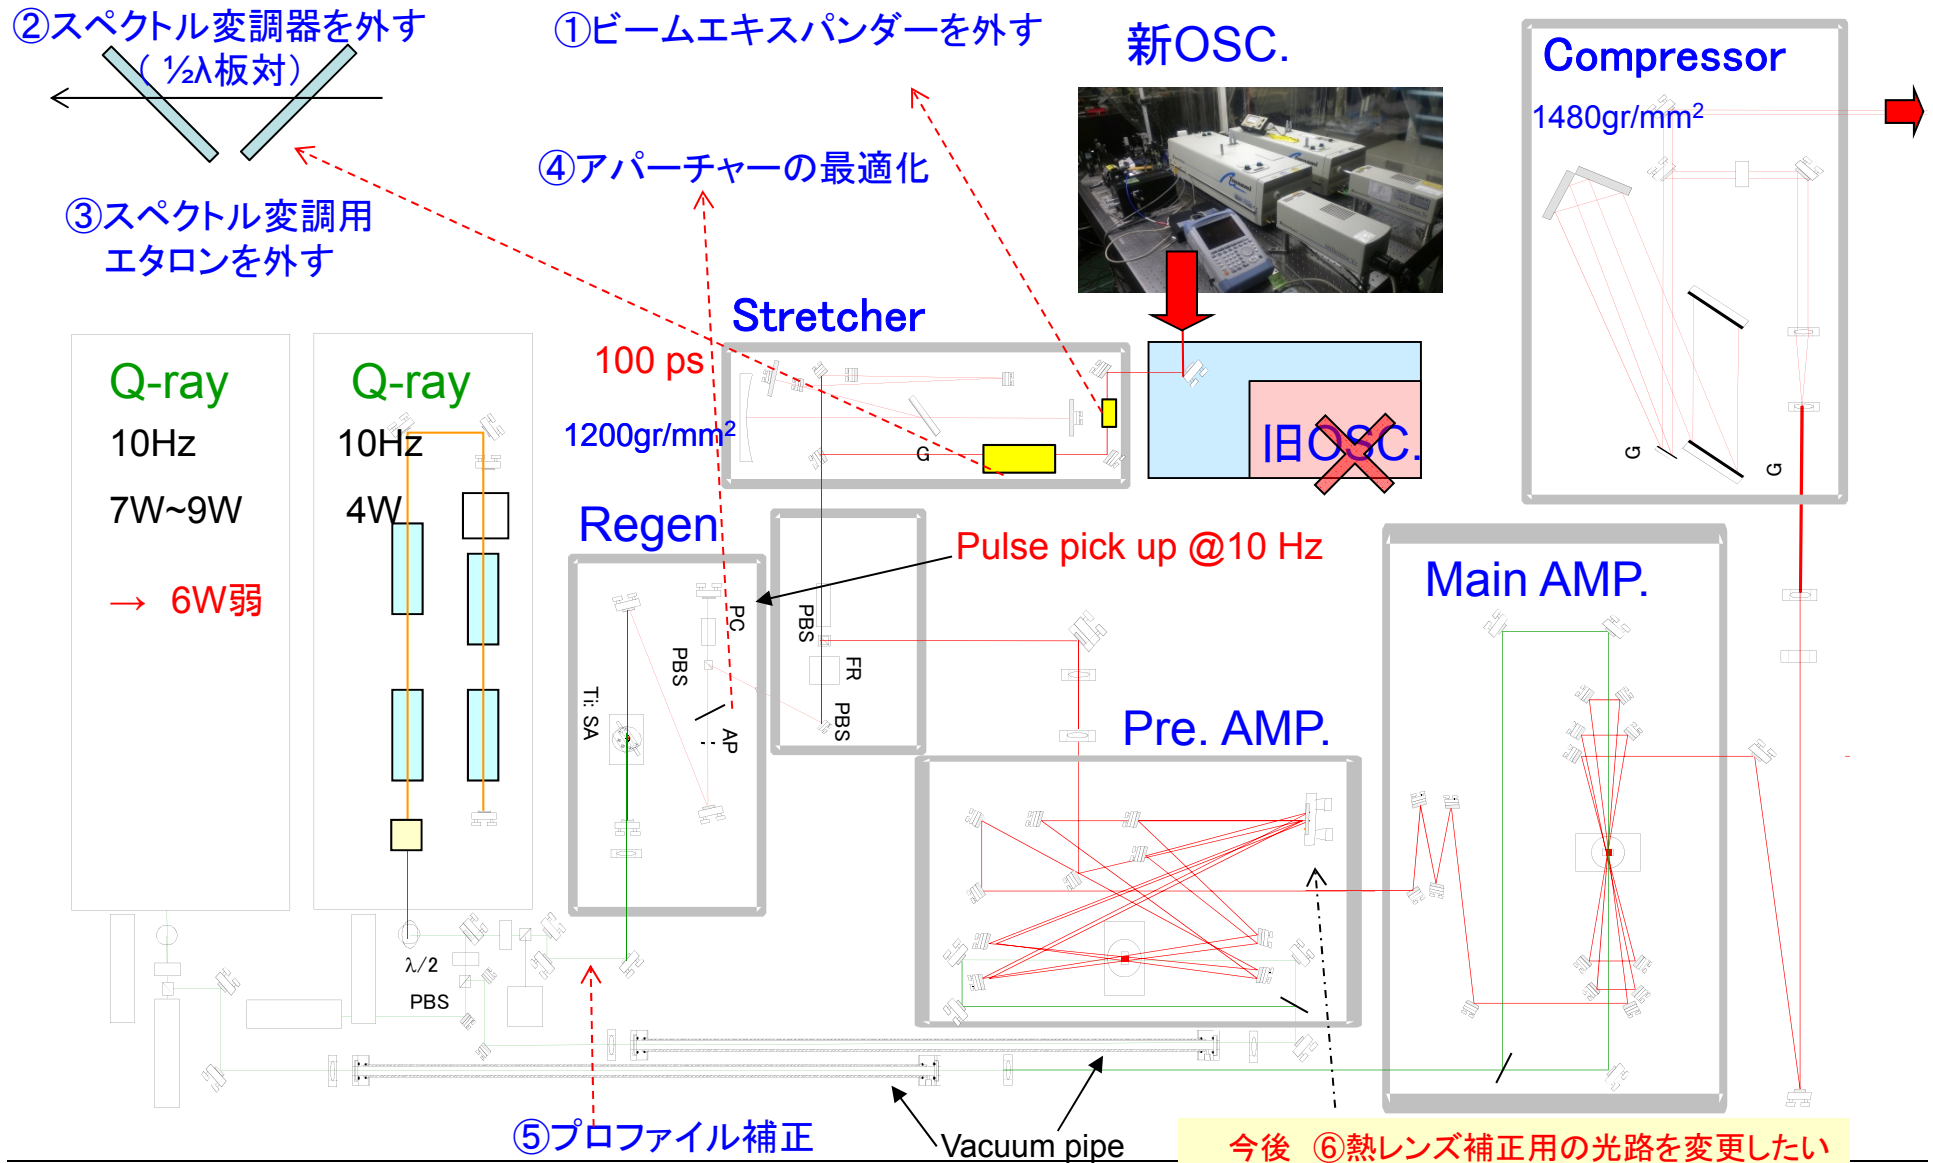 ②スペクトル変調器を外す
( ½λ板対)
①ビームエキスパンダーを外す
新OSC.
Compressor
1480gr/mm2
④アパーチャーの最適化
③スペクトル変調用
エタロンを外す
Stretcher
100 ps
1200gr/mm2
G
旧OSC.
G
G
Q-ray
10Hz
7W~9W
→ 6W弱
Q-ray
10Hz
4W
Regen
Pulse pick up @10 Hz
Main AMP.
PC
PBS
PBS
FR
Ti: SA
AP
PBS
Pre. AMP.
λ/2
PBS
⑤プロファイル補正
Vacuum pipe
今後 ⑥熱レンズ補正用の光路を変更したい